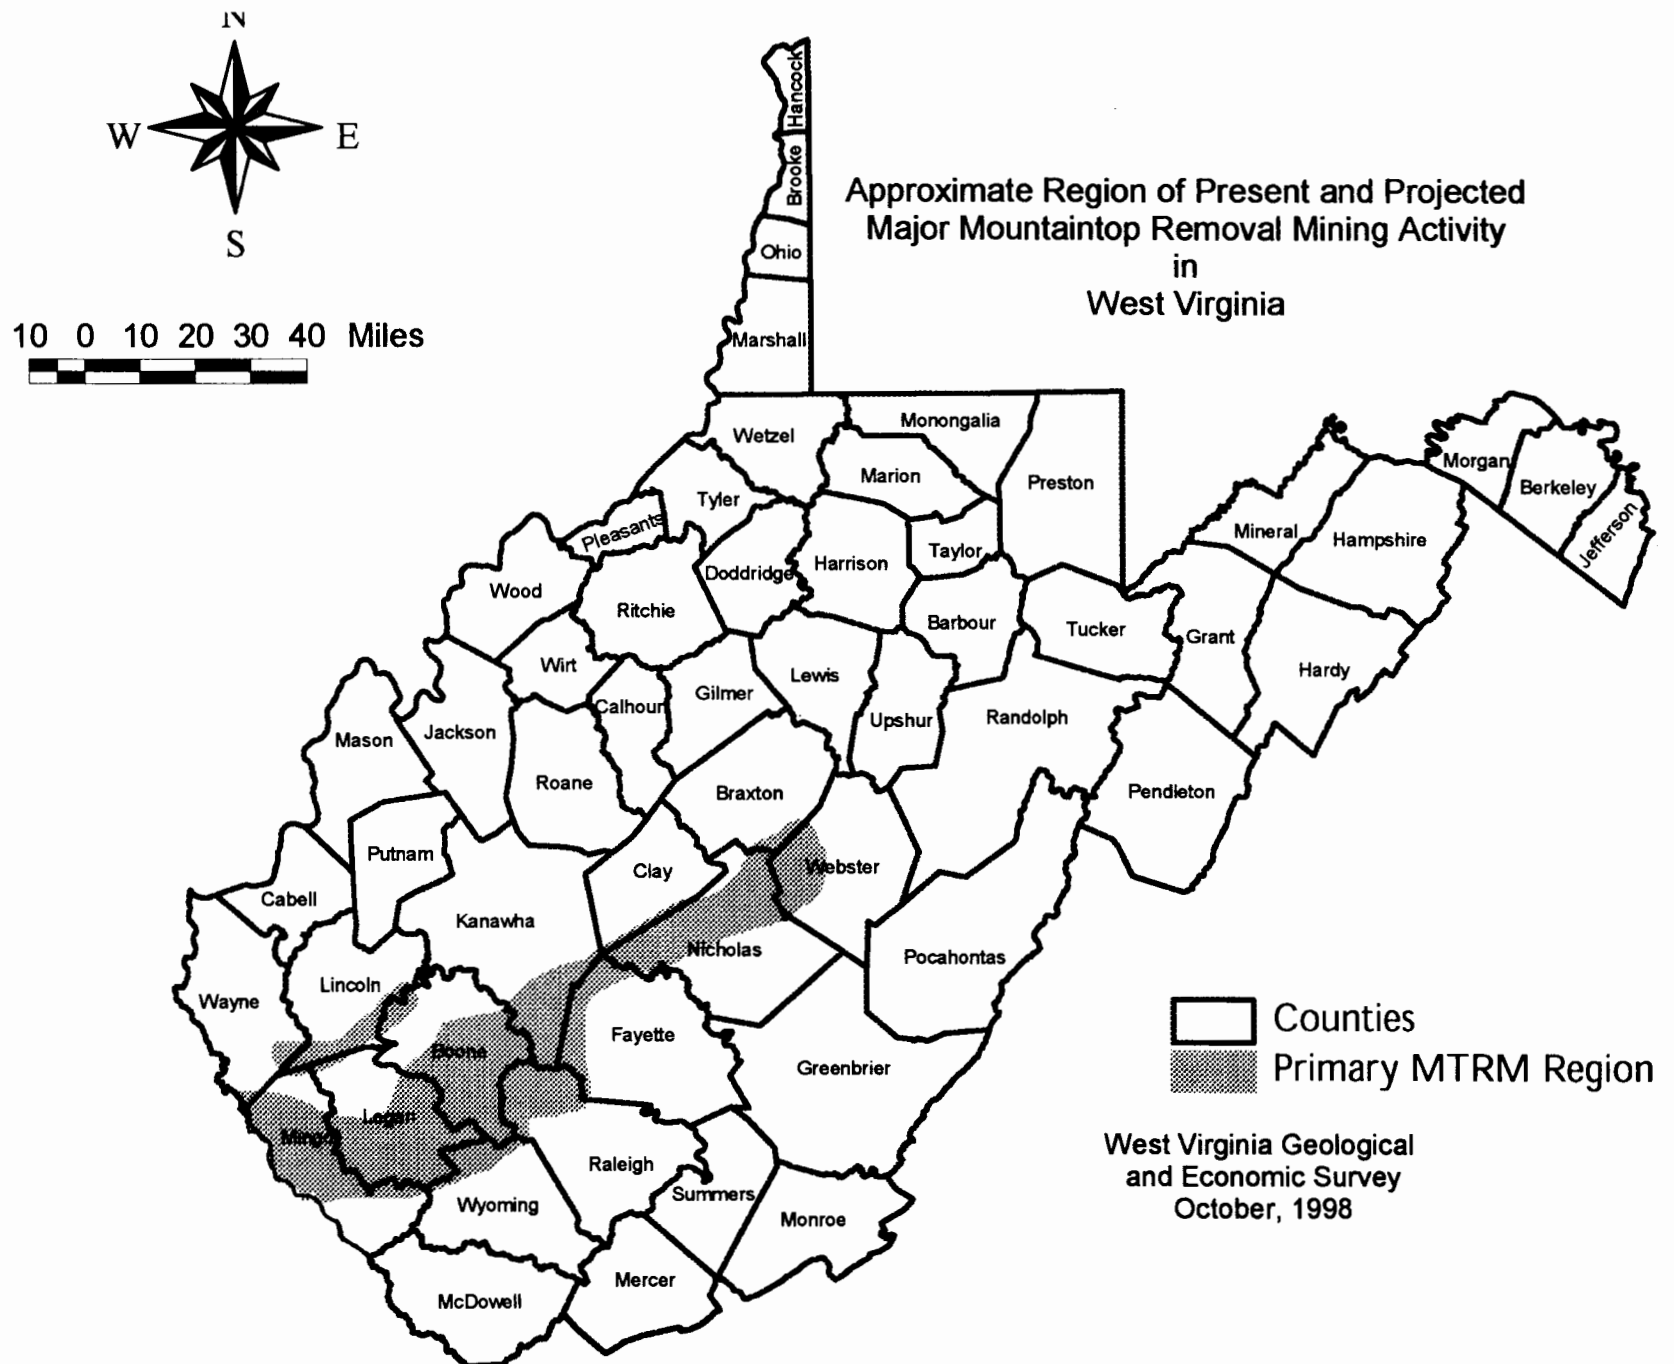 N
W
E
S
10 0 10 20 30 40 Miles
Approximate Region of Present and Projected
Major Mountaintop Removal Mining Activity
in
West Virginia
Hancock
Brooke
Ohio
Marshall
Wetzel
Monongalia
Marion
Preston
Tyler
Pleasants
Taylor
Harrison
Doddridge
Wood
Ritchie
Barbour
Tucker
Mineral
Hampshire
Morgan
Berkeley
Jefferson
Grant
Hardy
Wirt
Calhoun
Gilmer
Lewis
Upshur
Randolph
Mason
Jackson
Roane
Braxton
Pendleton
Putnam
Clay
Webster
Cabell
Kanawha
Nicholas
Pocahontas
Wayne
Lincoln
Boone
Fayette
Greenbrier
Logan
Mingo
Wyoming
Raleigh
Summers
Monroe
McDowell
Mercer
Counties
Primary MTRM Region
West Virginia Geological
and Economic Survey
October, 1998